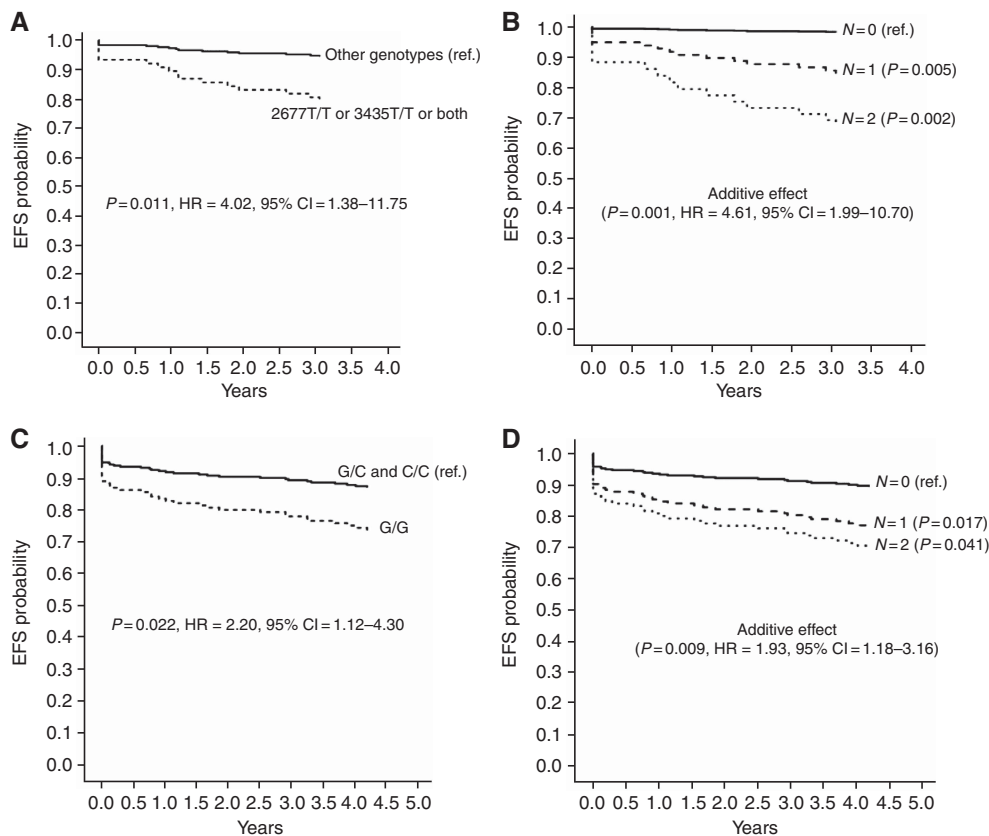 A
1.0
0.9
0.8
0.7
0.6
0.5
0.4
0.3
0.2
0.1
0.0
EFS probability
Other genotypes (ref.)
2677T/T or 3435T/T or both
P=0.011, HR = 4.02, 95% CI=1.38–11.75
0.0 0.5 1.0 1.5 2.0 2.5 3.0 3.5 4.0
Years
B
1.0
0.9
0.8
0.7
0.6
0.5
0.4
0.3
0.2
0.1
0.0
EFS probability
N=0 (ref.)
N=1 (P=0.005)
N=2 (P=0.002)
Additive effect
(P=0.001, HR = 4.61, 95% CI=1.99–10.70)
0.0 0.5 1.0 1.5 2.0 2.5 3.0 3.5 4.0
Years
C
1.0
0.9
0.8
0.7
0.6
0.5
0.4
0.3
0.2
0.1
0.0
EFS probability
G/C and C/C (ref.)
G/G
P=0.022, HR = 2.20, 95% CI=1.12–4.30
0.0 0.5 1.0 1.5 2.0 2.5 3.0 3.5 4.0 4.5 5.0
Years
D
1.0
0.9
0.8
0.7
0.6
0.5
0.4
0.3
0.2
0.1
0.0
EFS probability
N=0 (ref.)
N=1 (P=0.017)
N=2 (P=0.041)
Additive effect
(P=0.009, HR = 1.93, 95% CI=1.18–3.16)
0.0 0.5 1.0 1.5 2.0 2.5 3.0 3.5 4.0 4.5 5.0
Years